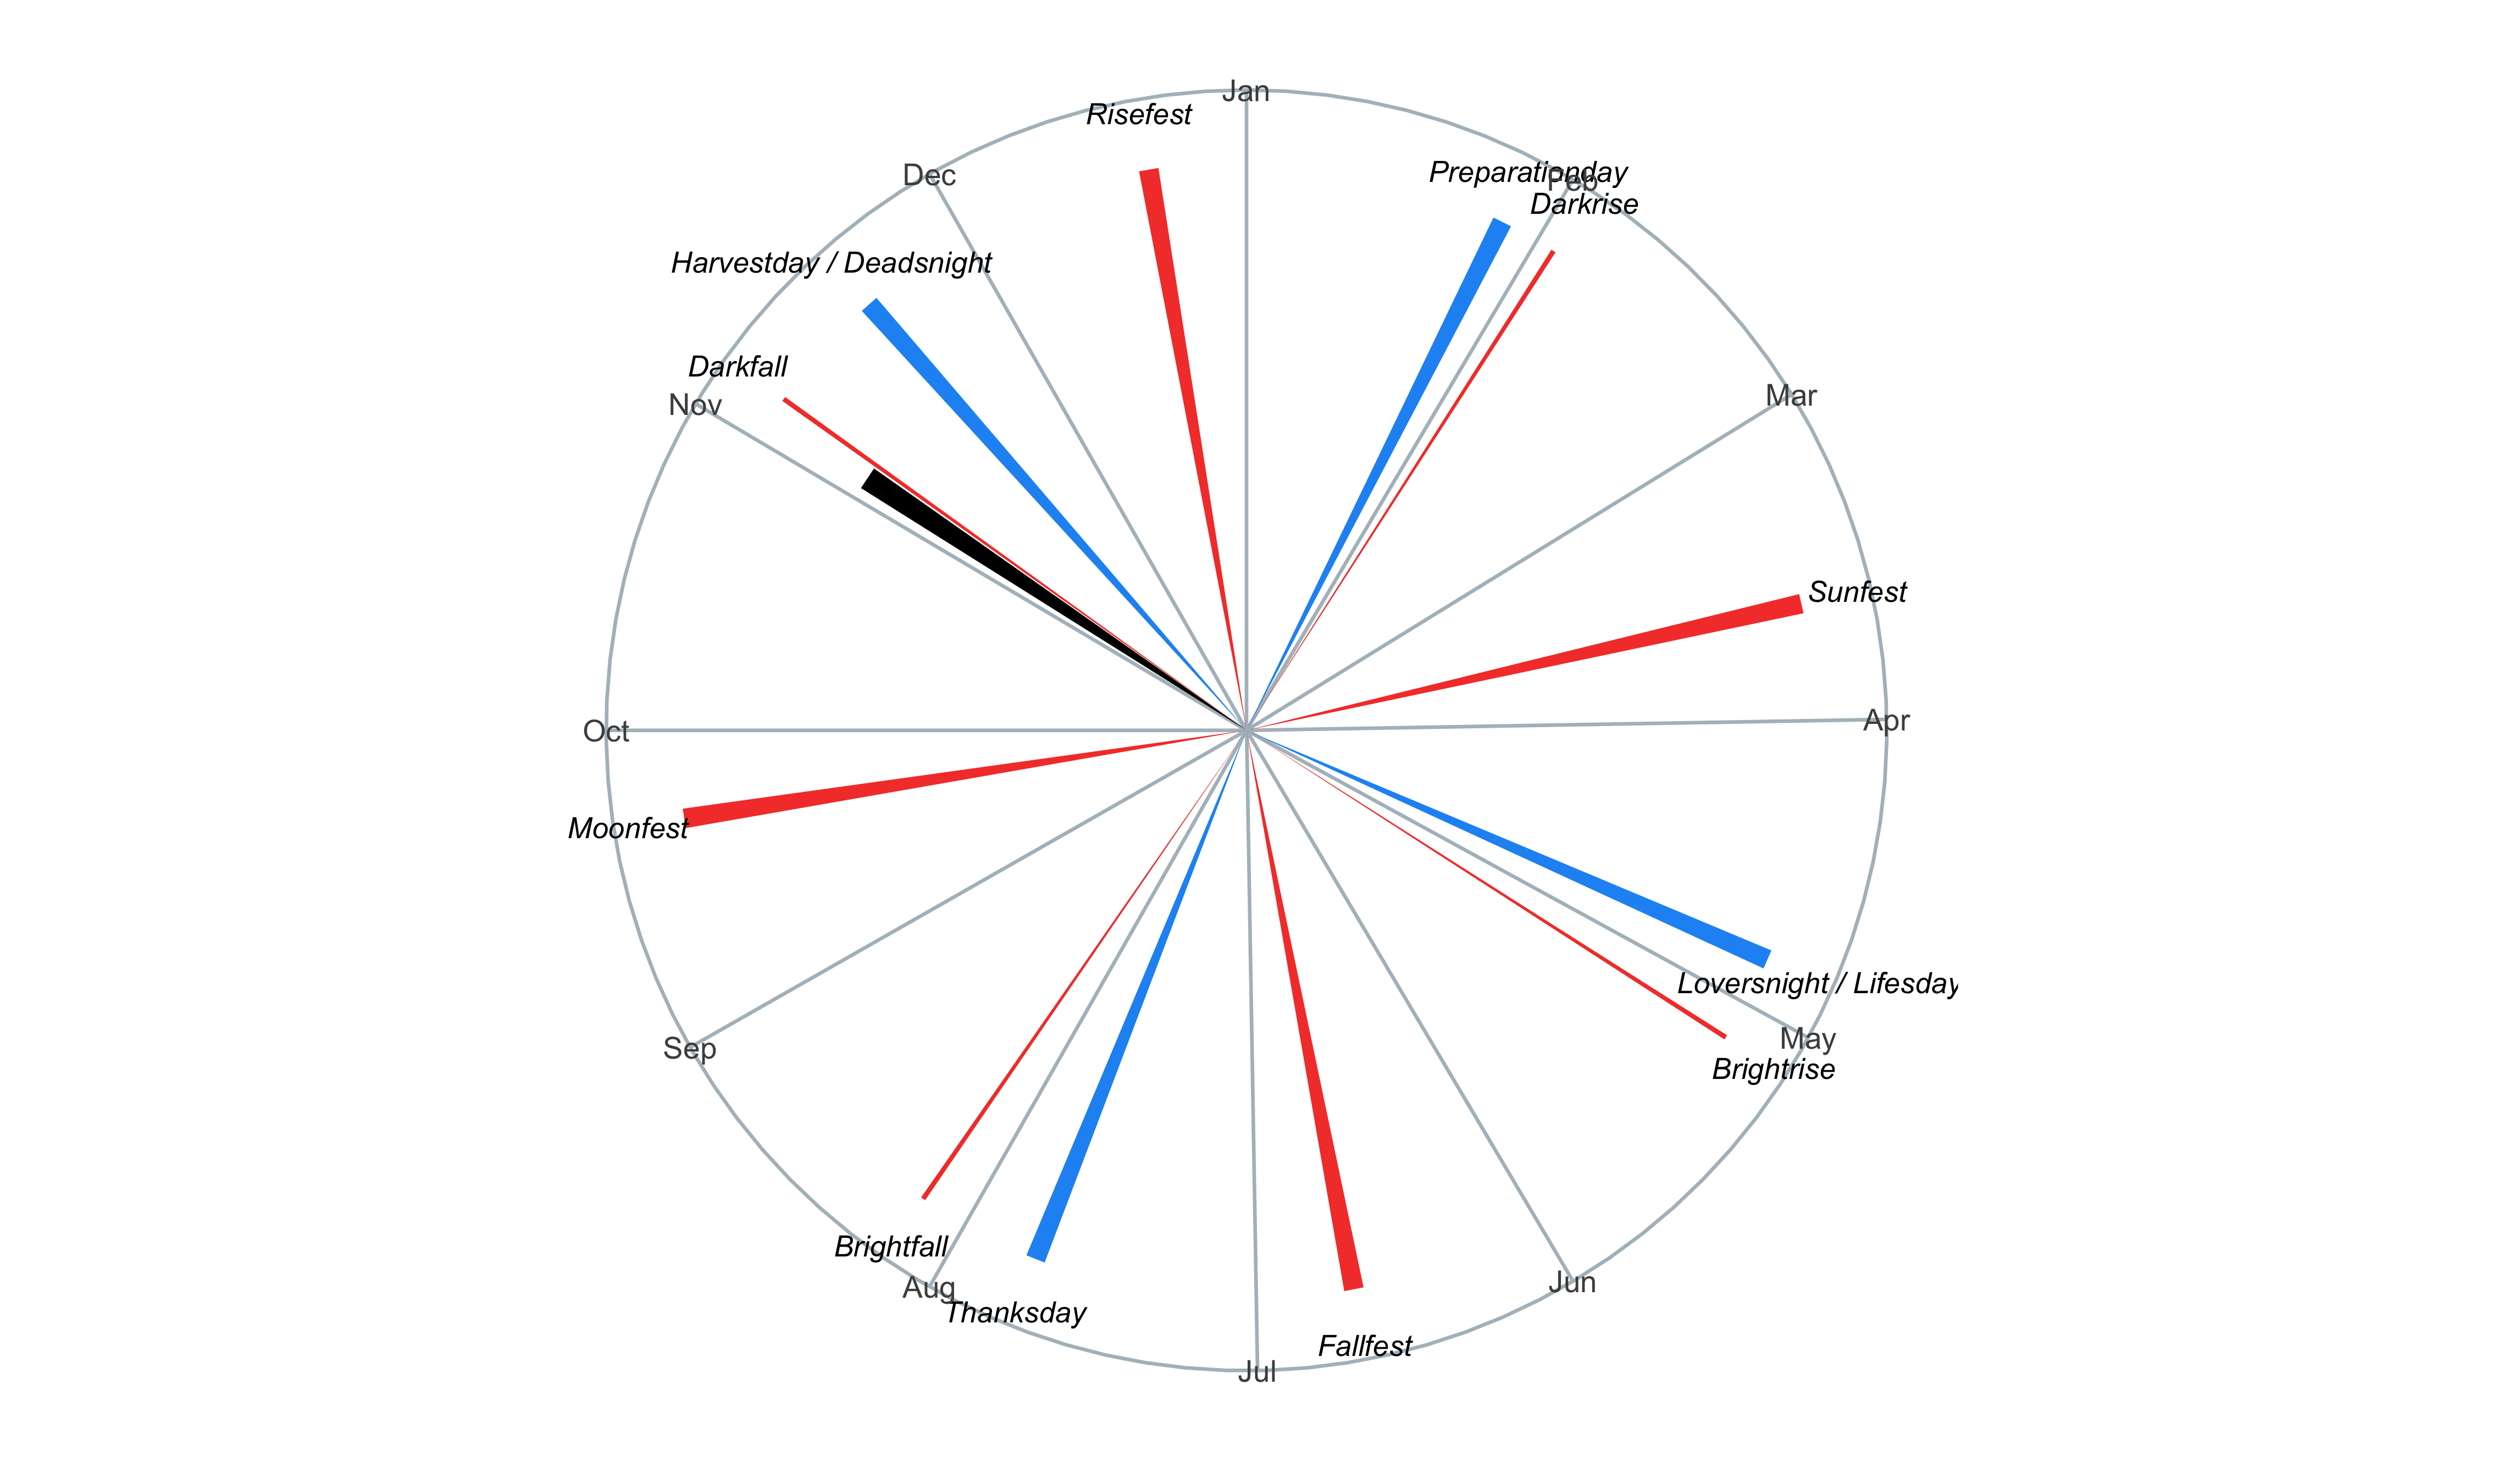 Jan
Risefest
Preparationday
Dec
Feb
Darkrise
Harvestday / Deadsnight
Darkfall
Nov
Mar
Sunfest
Oct
Apr
Moonfest
Loversnight / Lifesday
Sep
May
Brightrise
Brightfall
Aug
Jun
Thanksday
Fallfest
Jul